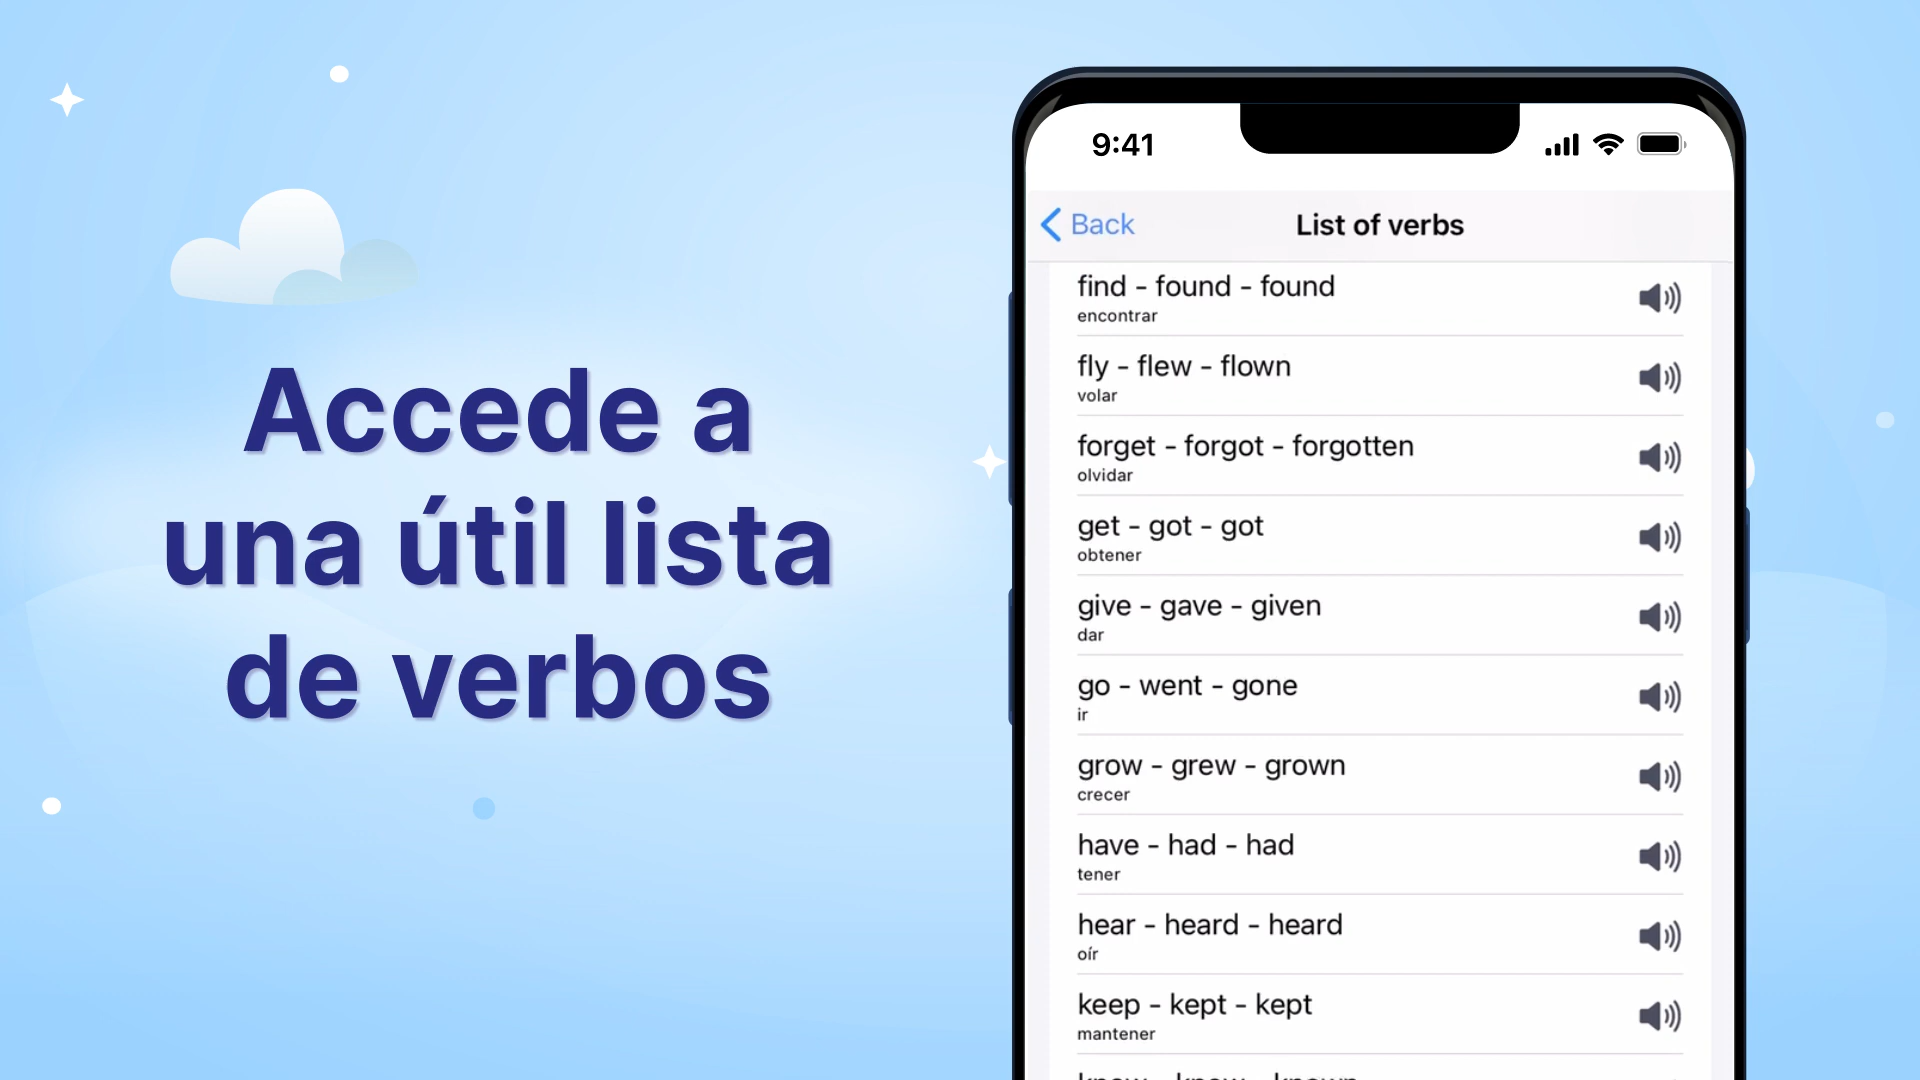 Accede a
una útil lista
de verbos
9:41
Back
List of verbs
find - found - found
encontrar
fly - flew - flown
volar
forget - forgot - forgotten
olvidar
get - got - got
obtener
give - gave - given
dar
go - went - gone
ir
grow - grew - grown
crecer
have - had - had
tener
hear - heard - heard
oír
keep - kept - kept
mantener